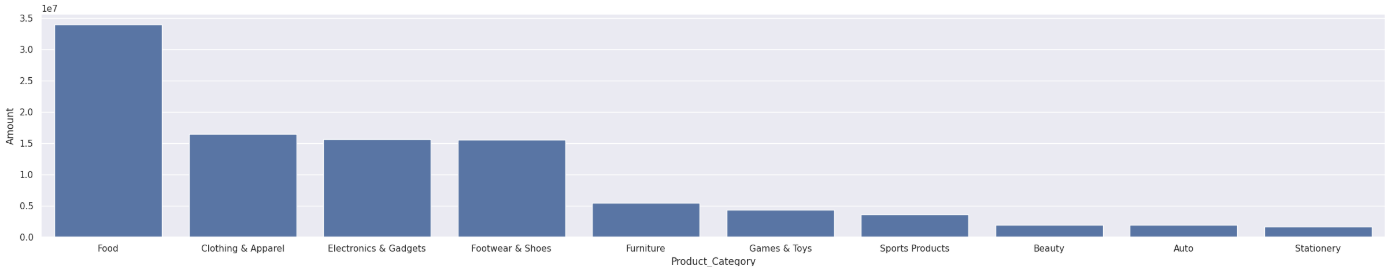 1e7
3.5
3.0
2.5
2.0
1.5
1.0
0.5
0.0
Amount
Food Clothing & Apparel Electronics & Gadgets Footwear & Shoes Furniture Games & Toys Sports Products Beauty Auto Stationery
Product_Category